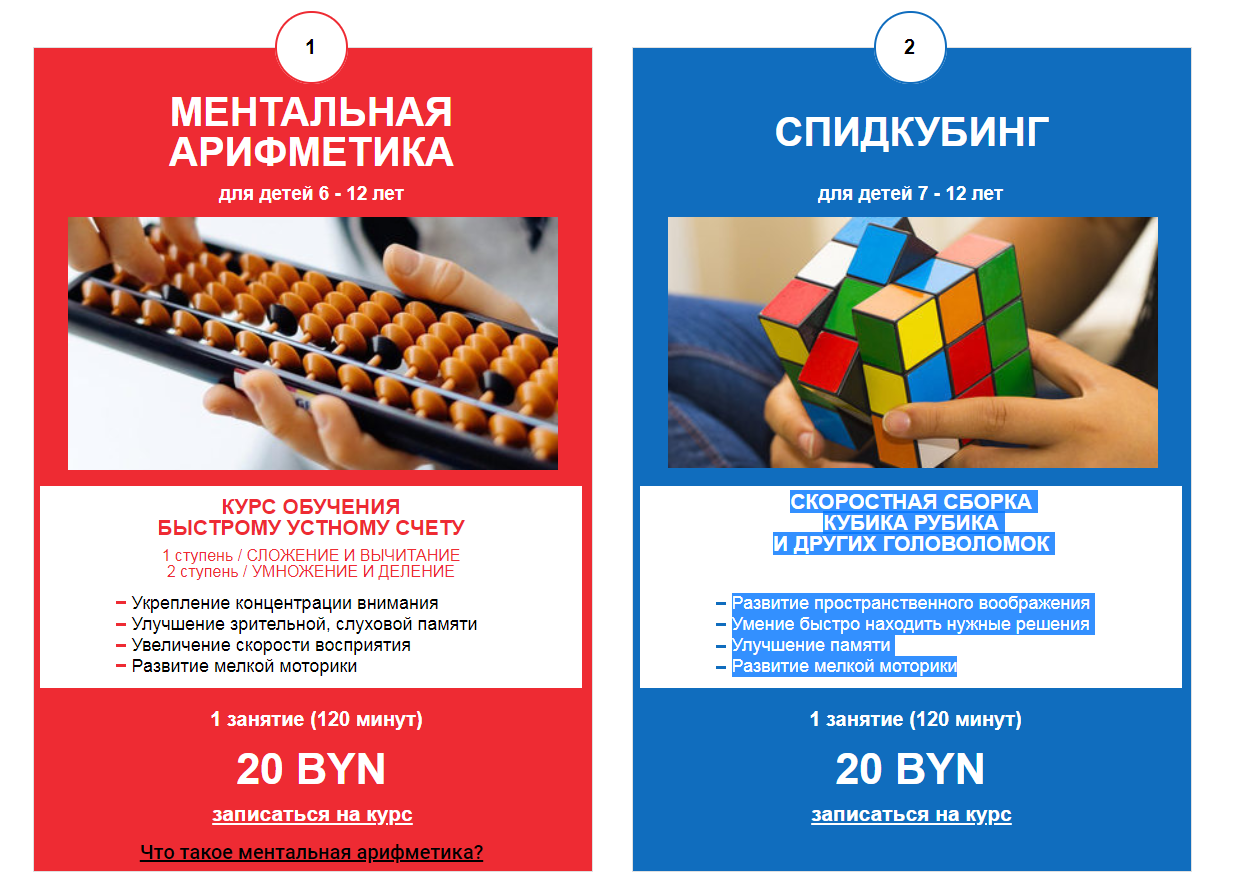 1
МЕНТАЛЬНАЯ
АРИФМЕТИКА
для детей 6 - 12 лет
КУРС ОБУЧЕНИЯ
БЫСТРОМУ УСТНОМУ СЧЕТУ
1 ступень / СЛОЖЕНИЕ И ВЫЧИТАНИЕ
2 ступень / УМНОЖЕНИЕ И ДЕЛЕНИЕ
– Укрепление концентрации внимания
– Улучшение зрительной, слуховой памяти
– Увеличение скорости восприятия
– Развитие мелкой моторики
1 занятие (120 минут)
20 BYN
записаться на курс
Что такое ментальная арифметика?
2
СПИДКУБИНГ
для детей 7 - 12 лет
СКОРОСТНАЯ СБОРКА
КУБИКА РУБИКА
И ДРУГИХ ГОЛОВОЛОМОК
– Развитие пространственного воображения
– Умение быстро находить нужные решения
– Улучшение памяти
– Развитие мелкой моторики
1 занятие (120 минут)
20 BYN
записаться на курс